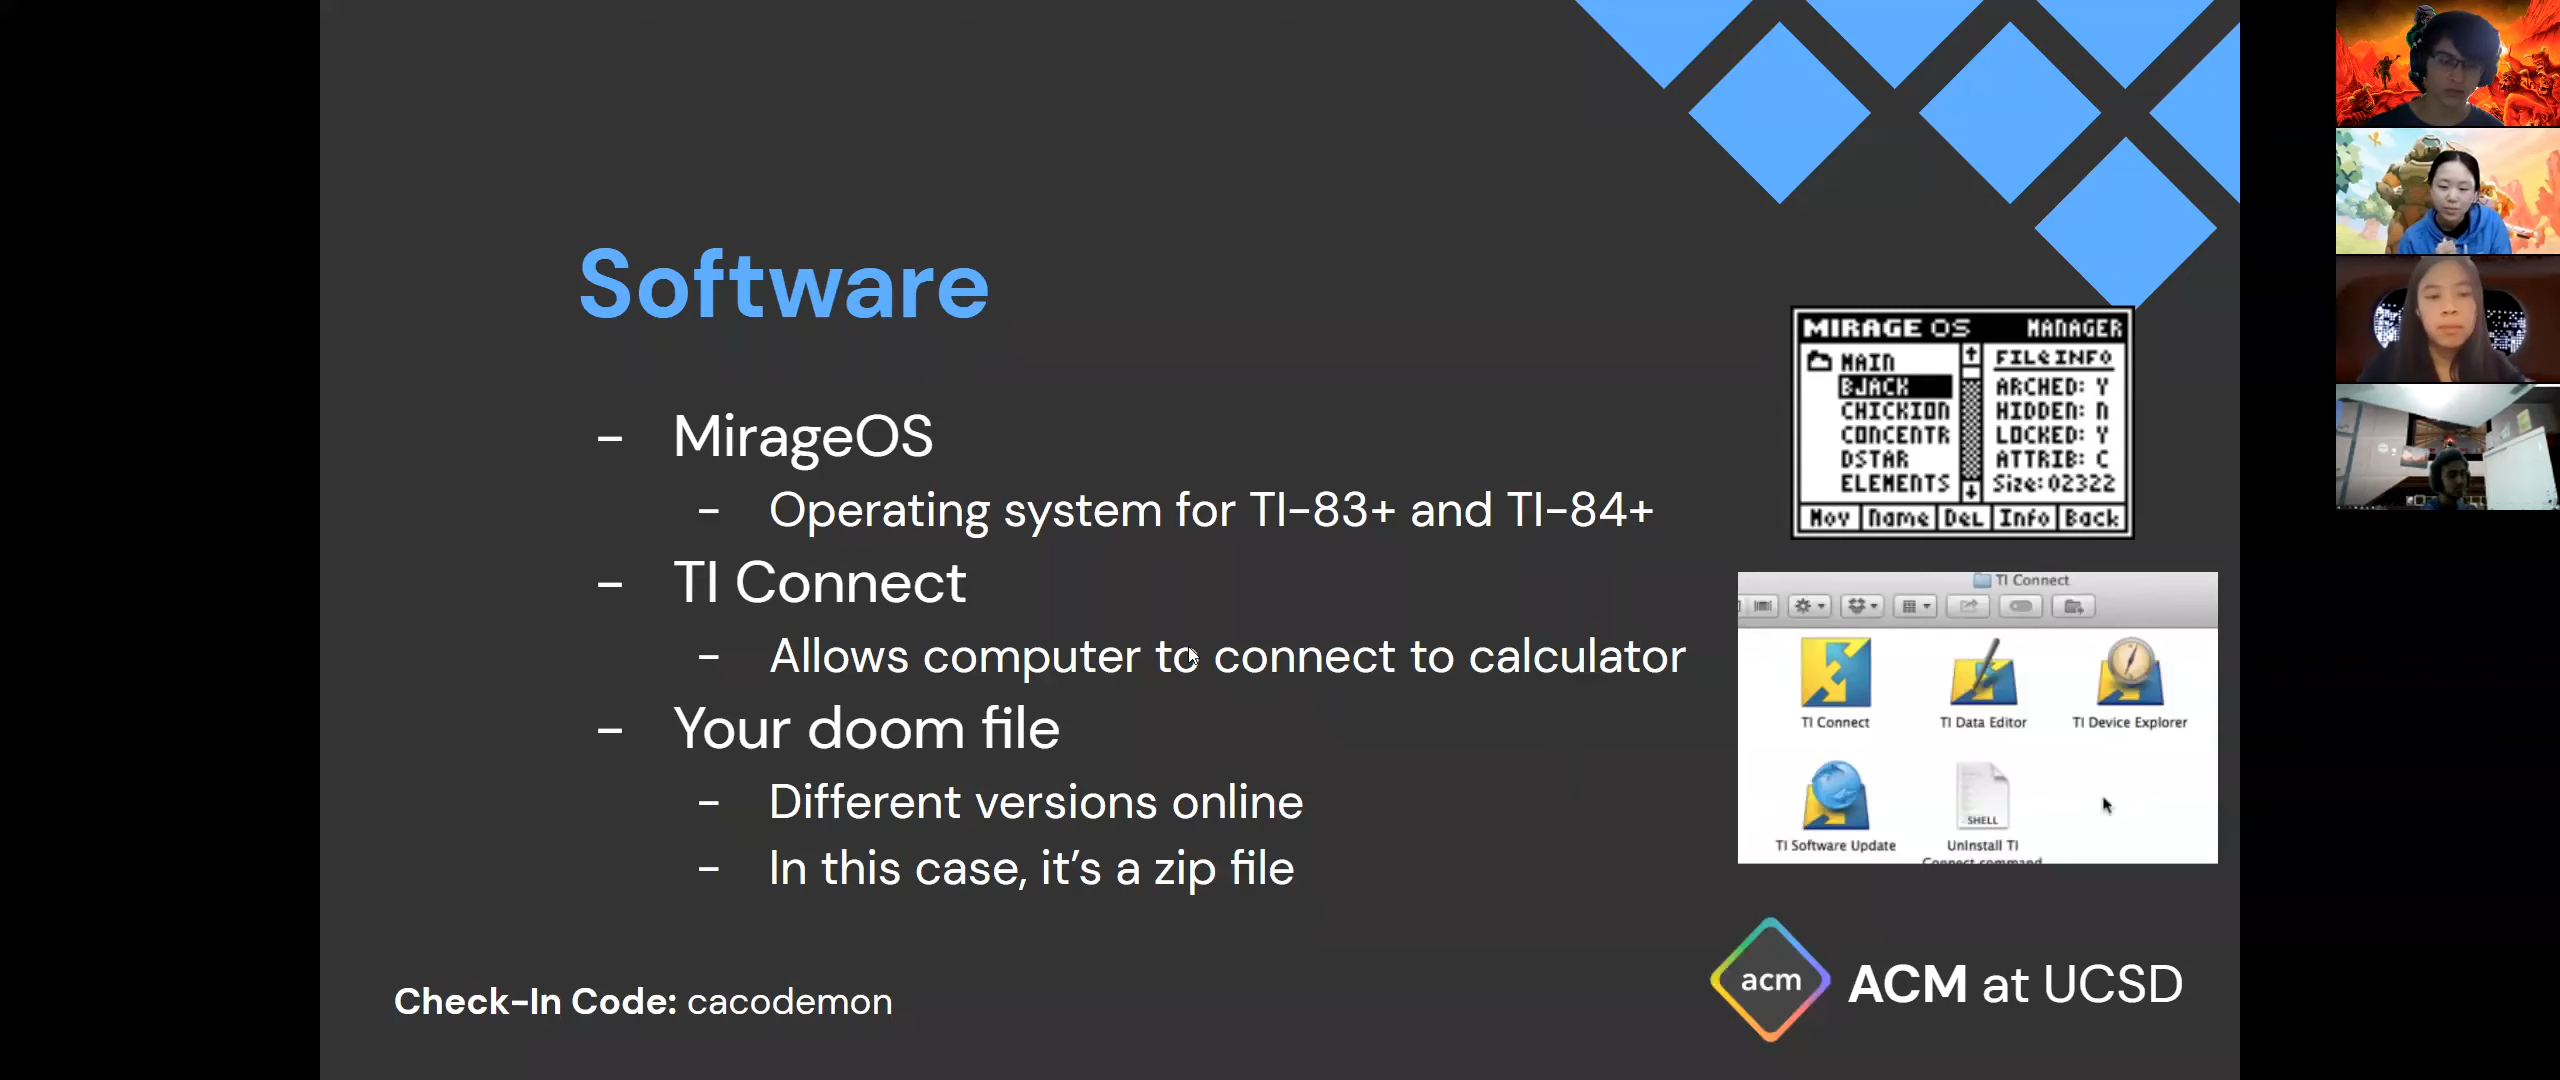 Software
- MirageOS
- Operating system for TI-83+ and TI-84+
- TI Connect
- Allows computer to connect to calculator
- Your doom file
- Different versions online
- In this case, it's a zip file
Check-In Code: cacodemon
MIRAGE OS MANAGER
MAIN
BJACK
CHICKION
CONCENTR
DSTAR
ELEMENTS
FILE INFO
ARCHED: Y
HIDDEN: N
LOCKED: Y
ATTRIB: C
Size:02322
Mov Name Del Info Back
TI Connect
TI Connect
TI Data Editor
TI Device Explorer
TI Software Update
SHELL
UnInstall TI
Connect command
acm
ACM at UCSD